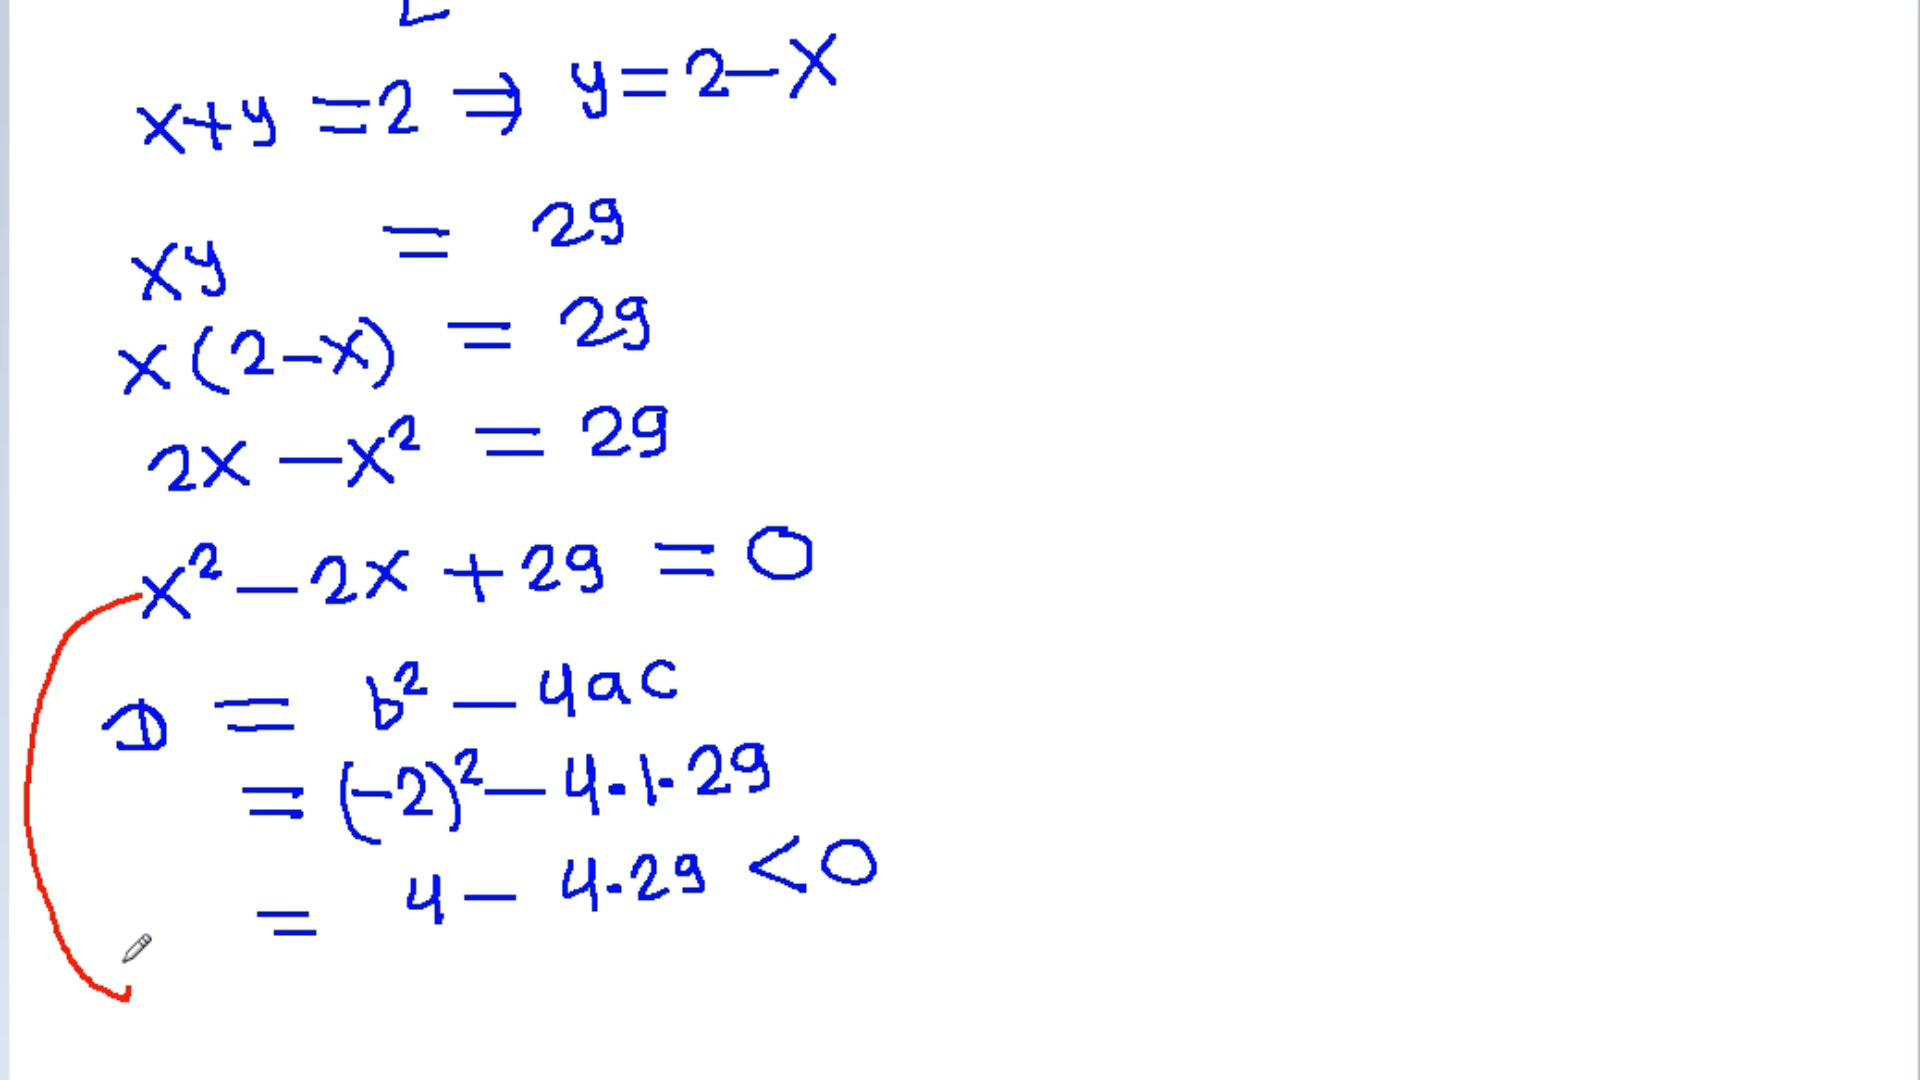 x+y = 2 ⇒ y = 2 - x
xy = 29
x(2-x) = 29
2x - x² = 29
x² - 2x + 29 = 0
D = b² - 4ac
= (-2)² - 4·1·29
= 4 - 4·29 < 0